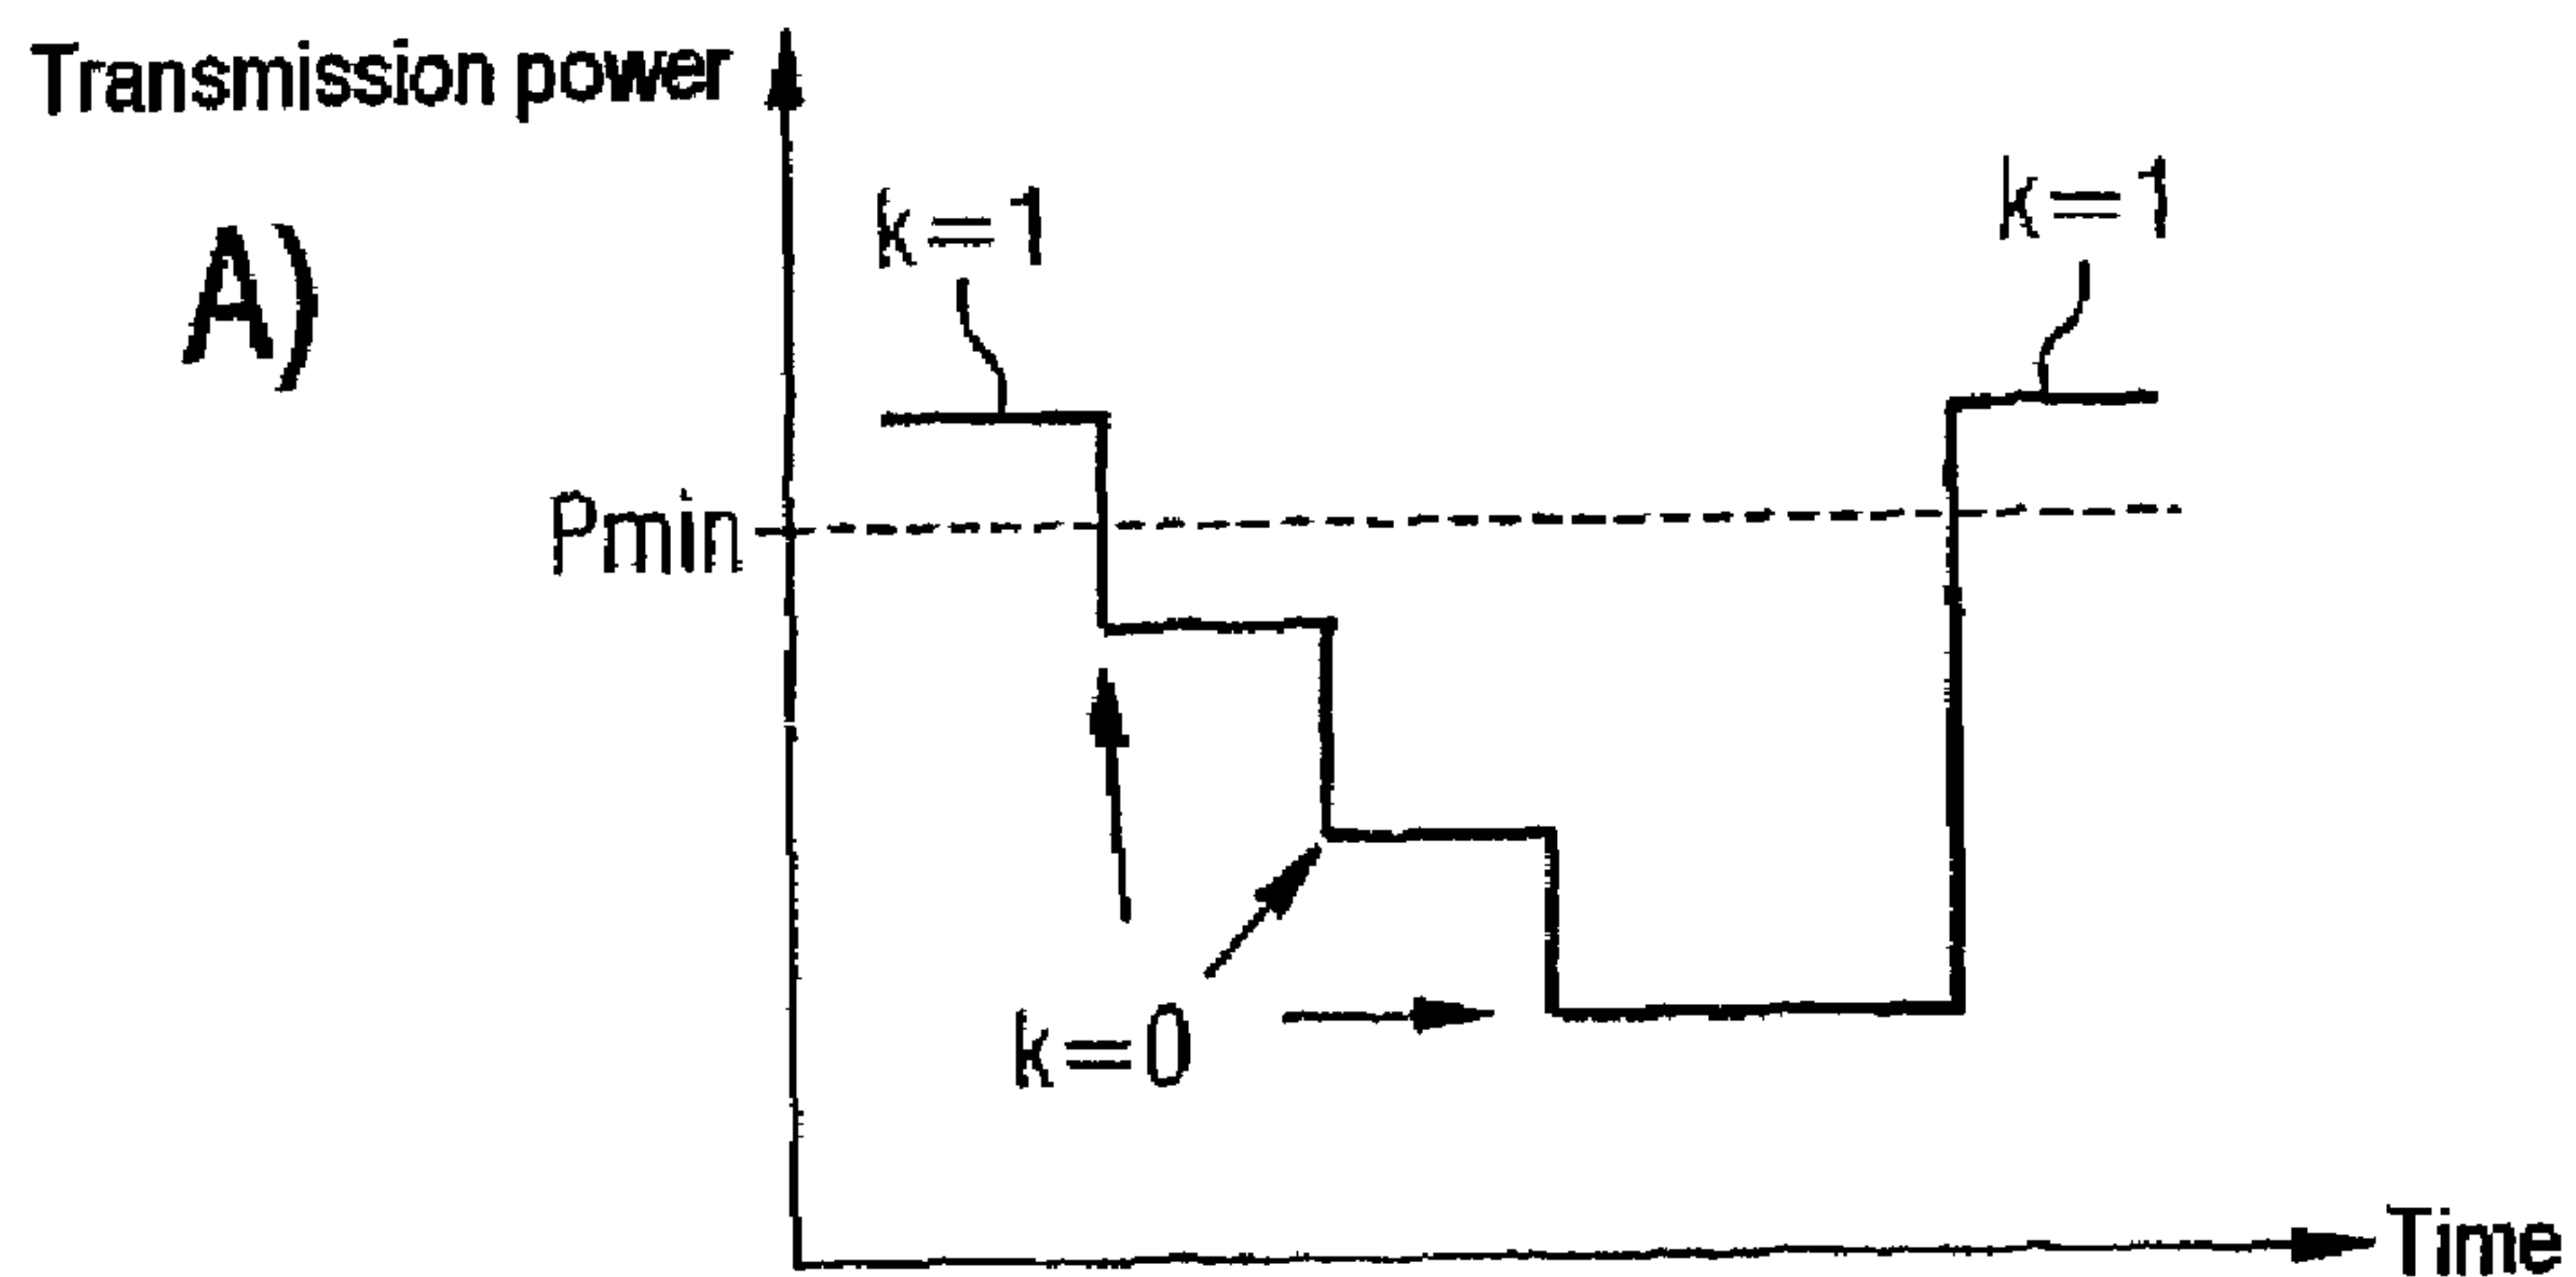 Transmission power
A)
k=1
k=1
Pmin
k=0
Time